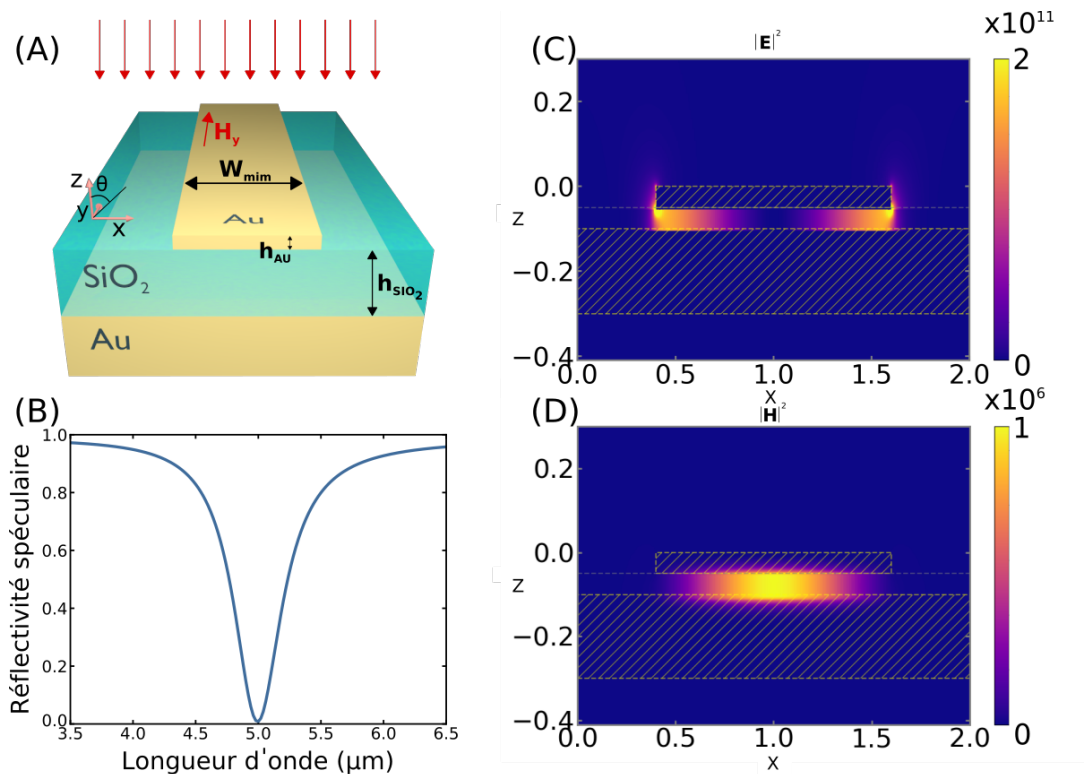 (A)
H_y
W_mim
z
θ
y
x
Au
h_AU
SiO₂
h_SIO₂
Au
(B)
Réflectivité spéculaire
1.0
0.8
0.6
0.4
0.2
0.0
3.5 4.0 4.5 5.0 5.5 6.0 6.5
Longueur d'onde (μm)
(C)
|E|²
x10¹¹
2
0
0.2
0.0
z
−0.2
−0.4
0.0 0.5 1.0 1.5 2.0
x
(D)
|H|²
x10⁶
1
0
0.2
0.0
z
−0.2
−0.4
0.0 0.5 1.0 1.5 2.0
x